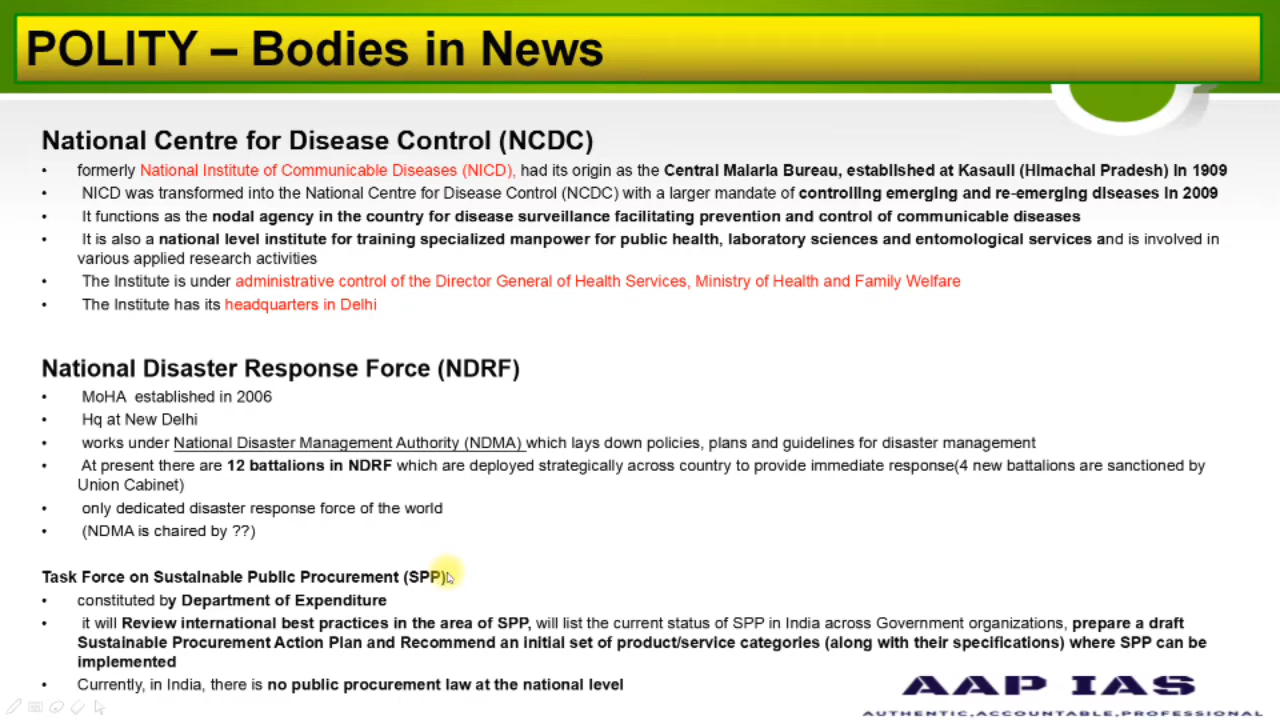 POLITY – Bodies in News
National Centre for Disease Control (NCDC)
• formerly National Institute of Communicable Diseases (NICD), had its origin as the Central Malaria Bureau, established at Kasauli (Himachal Pradesh) in 1909
• NICD was transformed into the National Centre for Disease Control (NCDC) with a larger mandate of controlling emerging and re-emerging diseases in 2009
• It functions as the nodal agency in the country for disease surveillance facilitating prevention and control of communicable diseases
• It is also a national level institute for training specialized manpower for public health, laboratory sciences and entomological services and is involved in
various applied research activities
• The Institute is under administrative control of the Director General of Health Services, Ministry of Health and Family Welfare
• The Institute has its headquarters in Delhi
National Disaster Response Force (NDRF)
• MoHA established in 2006
• Hq at New Delhi
• works under National Disaster Management Authority (NDMA) which lays down policies, plans and guidelines for disaster management
• At present there are 12 battalions in NDRF which are deployed strategically across country to provide immediate response(4 new battalions are sanctioned by
Union Cabinet)
• only dedicated disaster response force of the world
• (NDMA is chaired by ??)
Task Force on Sustainable Public Procurement (SPP)
• constituted by Department of Expenditure
• it will Review international best practices in the area of SPP, will list the current status of SPP in India across Government organizations, prepare a draft
Sustainable Procurement Action Plan and Recommend an initial set of product/service categories (along with their specifications) where SPP can be
implemented
• Currently, in India, there is no public procurement law at the national level
AAP IAS
AUTHENTIC,ACCOUNTABLE,PROFESSIONAL